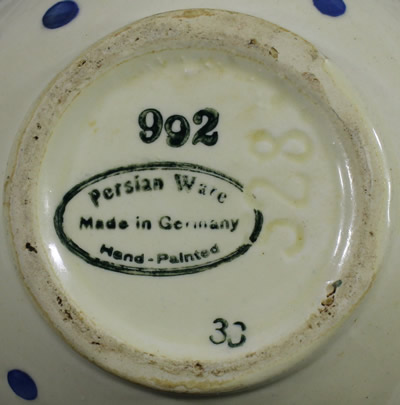 992
Persian Ware
Made in Germany
Hand-Painted
328
33